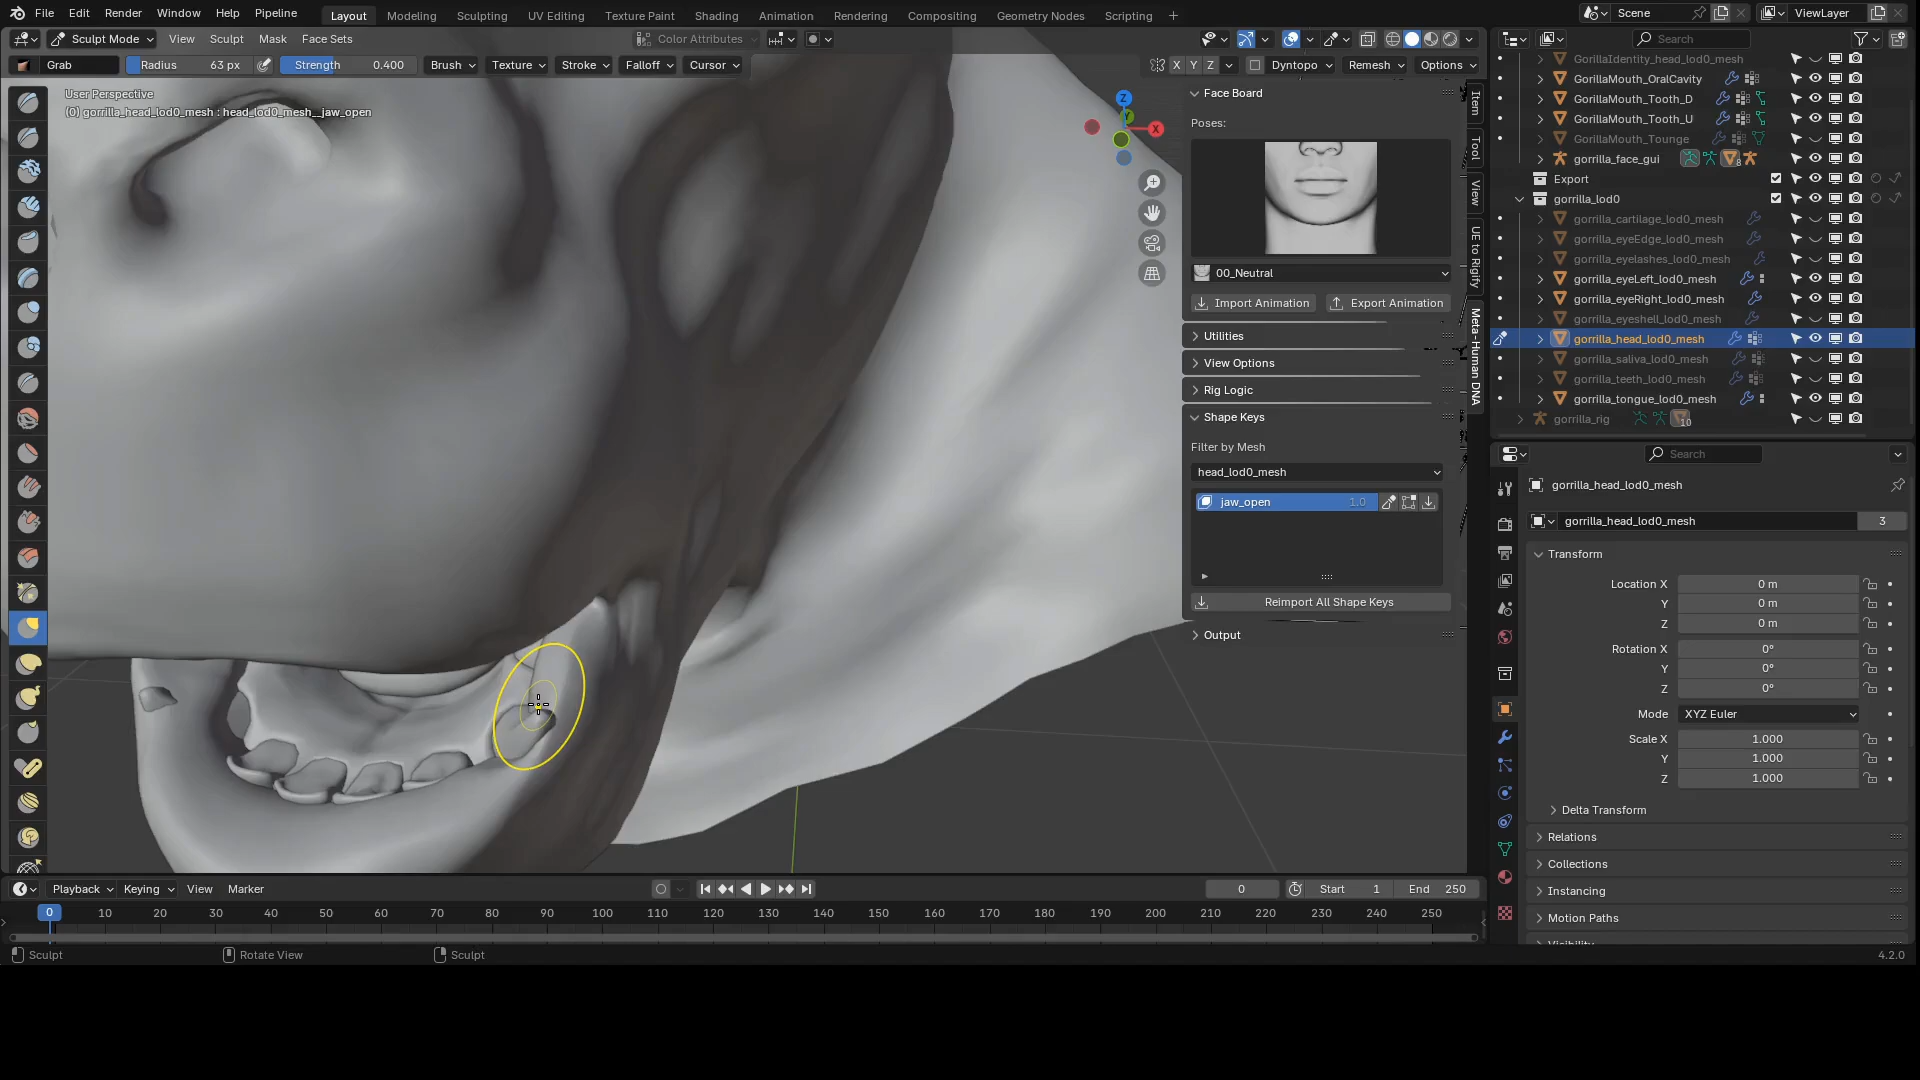 File Edit Render Window Help Pipeline Layout Modeling Sculpting UV Editing Texture Paint Shading Animation Rendering Compositing Geometry Nodes Scripting + Scene ViewLayer
Sculpt Mode View Sculpt Mask Face Sets Color Attributes Search
Grab Radius 63 px Strength 0.400 Brush Texture Stroke Falloff Cursor X Y Z Dyntopo Remesh Options
User Perspective
(0) gorrilla_head_lod0_mesh : head_lod0_mesh__jaw_open
Z
X
Face Board
Poses:
00_Neutral
Import Animation Export Animation
Utilities
View Options
Rig Logic
Shape Keys
Filter by Mesh
head_lod0_mesh
jaw_open 1.0
Reimport All Shape Keys
Output
Item
Tool
View
UE to Rigify
Meta-Human DNA
GorillaIdentity_head_lod0_mesh
GorillaMouth_OralCavity
GorillaMouth_Tooth_D
GorillaMouth_Tooth_U
GorillaMouth_Tounge
gorrilla_face_gui 8
Export
gorrilla_lod0
gorrilla_cartilage_lod0_mesh
gorrilla_eyeEdge_lod0_mesh
gorrilla_eyelashes_lod0_mesh
gorrilla_eyeLeft_lod0_mesh
gorrilla_eyeRight_lod0_mesh
gorrilla_eyeshell_lod0_mesh
gorrilla_head_lod0_mesh
gorrilla_saliva_lod0_mesh
gorrilla_teeth_lod0_mesh
gorrilla_tongue_lod0_mesh
gorrilla_rig 10
Search
gorrilla_head_lod0_mesh
gorrilla_head_lod0_mesh 3
Transform
Location X 0 m
Y 0 m
Z 0 m
Rotation X 0°
Y 0°
Z 0°
Mode XYZ Euler
Scale X 1.000
Y 1.000
Z 1.000
Delta Transform
Relations
Collections
Instancing
Motion Paths
Visibility
Playback Keying View Marker 0 Start 1 End 250
0 10 20 30 40 50 60 70 80 90 100 110 120 130 140 150 160 170 180 190 200 210 220 230 240 250
Sculpt Rotate View Sculpt 4.2.0